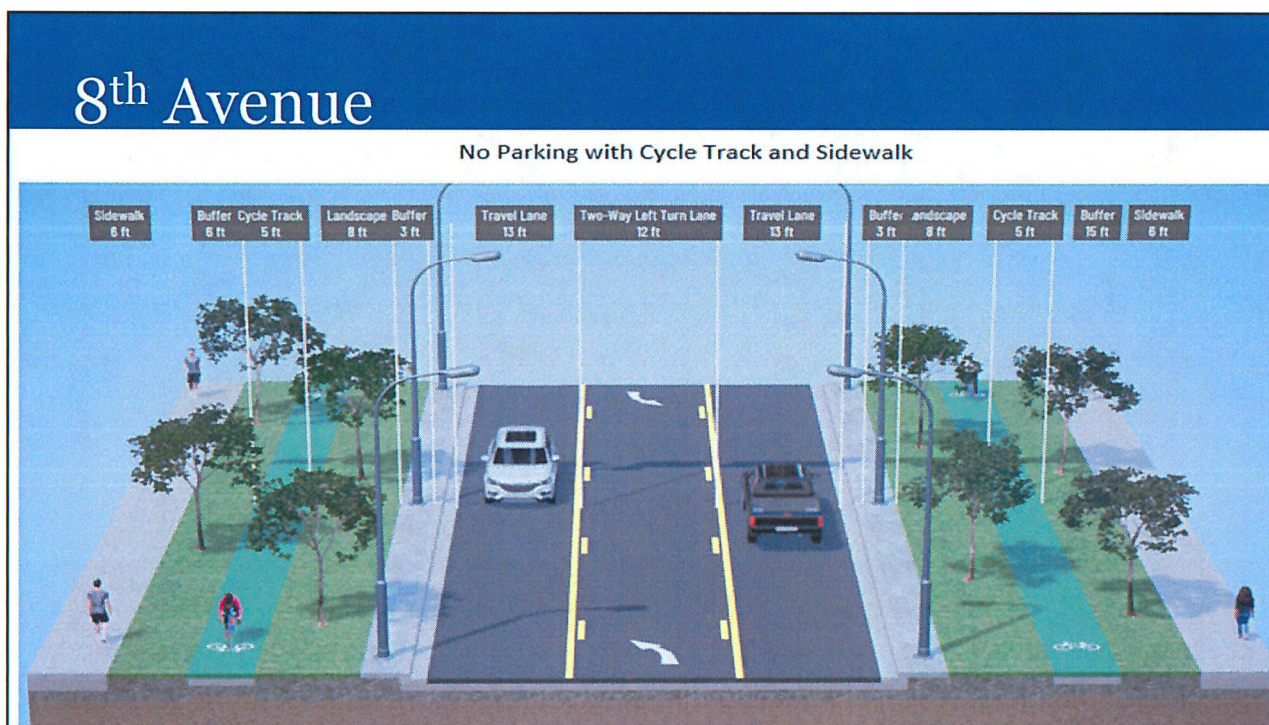 8th Avenue
No Parking with Cycle Track and Sidewalk
Sidewalk
6 ft
Buffer
6 ft
Cycle Track
5 ft
Landscape
8 ft
Buffer
3 ft
Travel Lane
13 ft
Two-Way Left Turn Lane
12 ft
Travel Lane
13 ft
Buffer
3 ft
andscape
8 ft
Cycle Track
5 ft
Buffer
15 ft
Sidewalk
6 ft